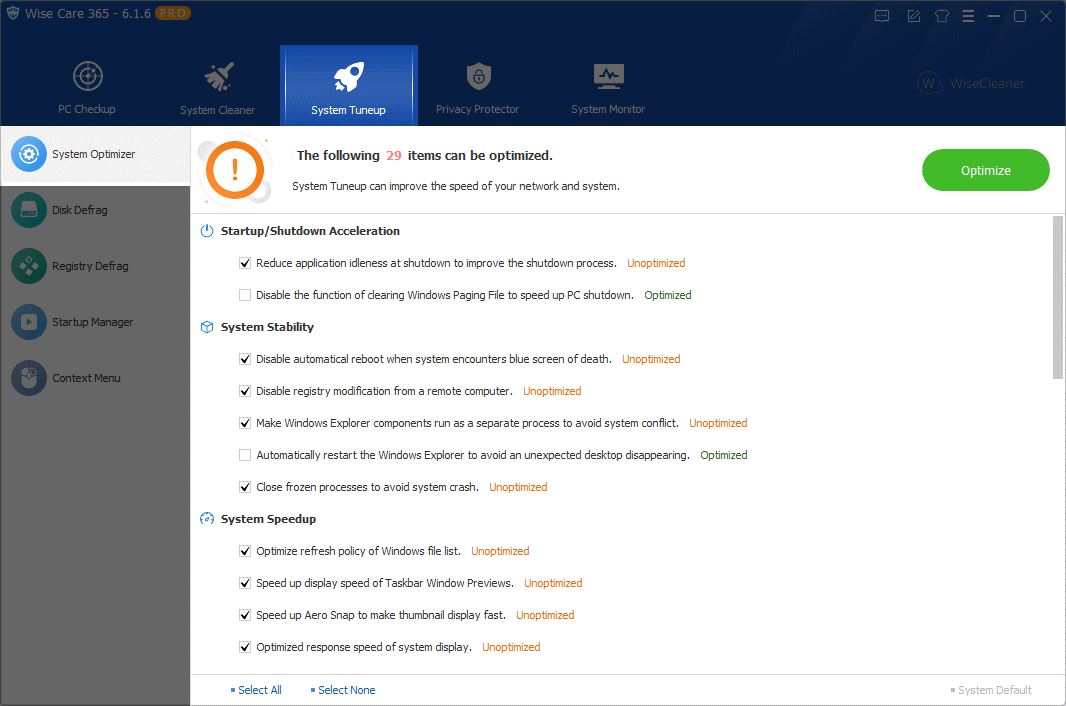 Wise Care 365 - 6.1.6 PRO
PC Checkup
System Cleaner
System Tuneup
Privacy Protector
System Monitor
W WiseCleaner
System Optimizer
Disk Defrag
Registry Defrag
Startup Manager
Context Menu
!
The following 29 items can be optimized.
System Tuneup can improve the speed of your network and system.
Optimize
Startup/Shutdown Acceleration
Reduce application idleness at shutdown to improve the shutdown process. Unoptimized
Disable the function of clearing Windows Paging File to speed up PC shutdown. Optimized
System Stability
Disable automatical reboot when system encounters blue screen of death. Unoptimized
Disable registry modification from a remote computer. Unoptimized
Make Windows Explorer components run as a separate process to avoid system conflict. Unoptimized
Automatically restart the Windows Explorer to avoid an unexpected desktop disappearing. Optimized
Close frozen processes to avoid system crash. Unoptimized
System Speedup
Optimize refresh policy of Windows file list. Unoptimized
Speed up display speed of Taskbar Window Previews. Unoptimized
Speed up Aero Snap to make thumbnail display fast. Unoptimized
Optimized response speed of system display. Unoptimized
Select All
Select None
System Default